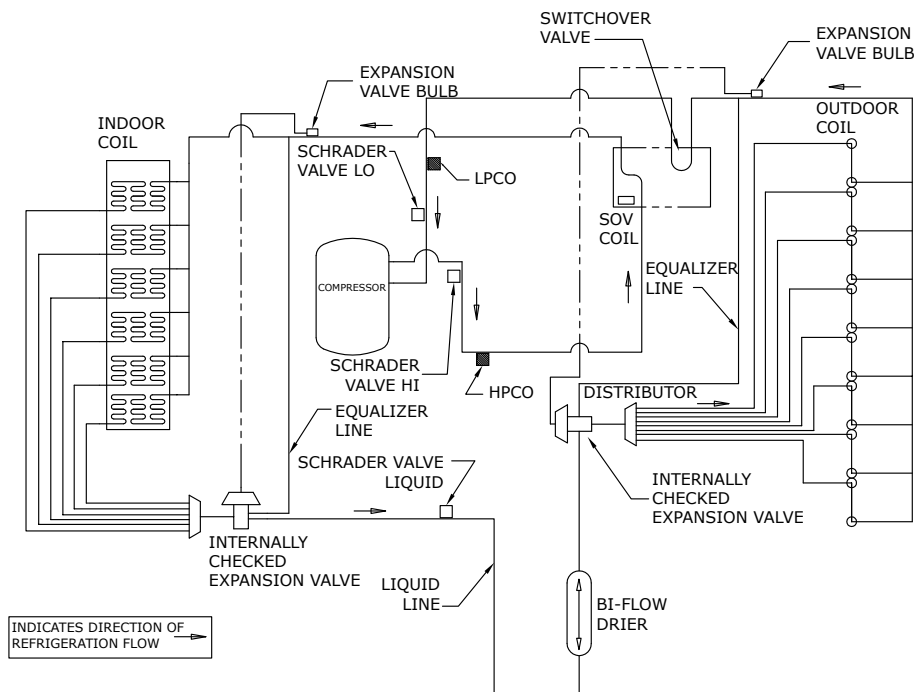 SWITCHOVER
VALVE
EXPANSION
VALVE BULB
EXPANSION
VALVE BULB
INDOOR
COIL
OUTDOOR
COIL
SCHRADER
VALVE LO
LPCO
SOV
COIL
EQUALIZER
LINE
COMPRESSOR
SCHRADER
VALVE HI
HPCO
DISTRIBUTOR
EQUALIZER
LINE
SCHRADER VALVE
LIQUID
INTERNALLY
CHECKED
EXPANSION VALVE
INTERNALLY
CHECKED
EXPANSION VALVE
LIQUID
LINE
BI-FLOW
DRIER
INDICATES DIRECTION OF
REFRIGERATION FLOW